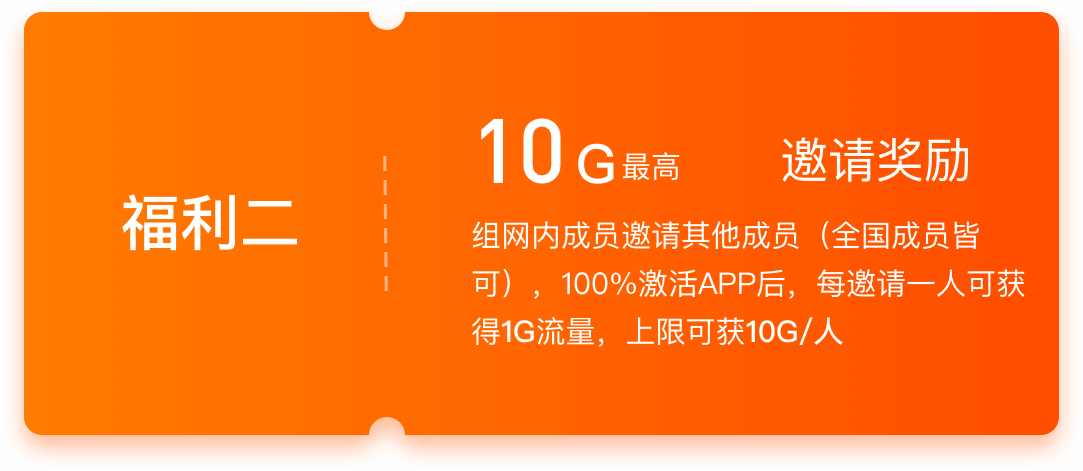 福利二
10G最高 邀请奖励
组网内成员邀请其他成员（全国成员皆
可），100%激活APP后，每邀请一人可获
得1G流量，上限可获10G/人